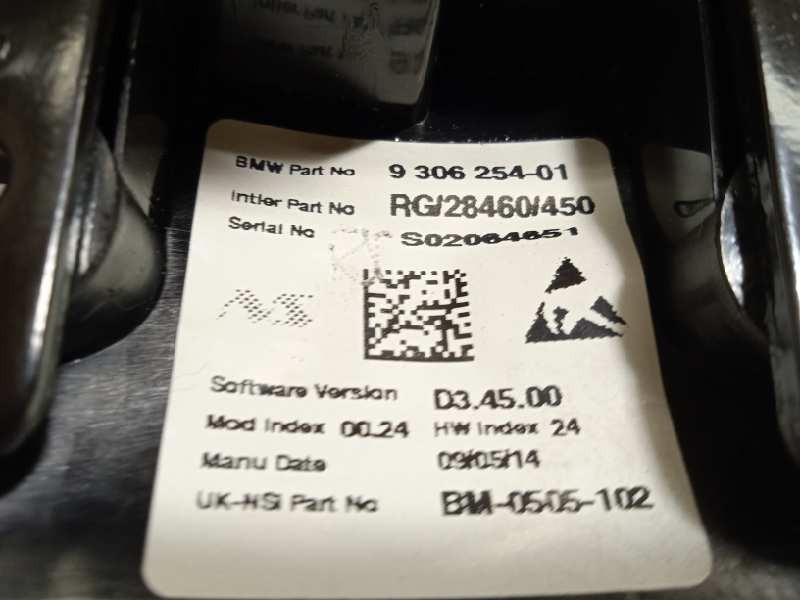 BMW Part No 9 306 254-01
Intier Part No RG/28460/450
Serial No S02064651
Software Version D3.45.00
Mod Index 00.24 HW Index 24
Manu Date 09/05/14
UK-NSI Part No BM-0505-102